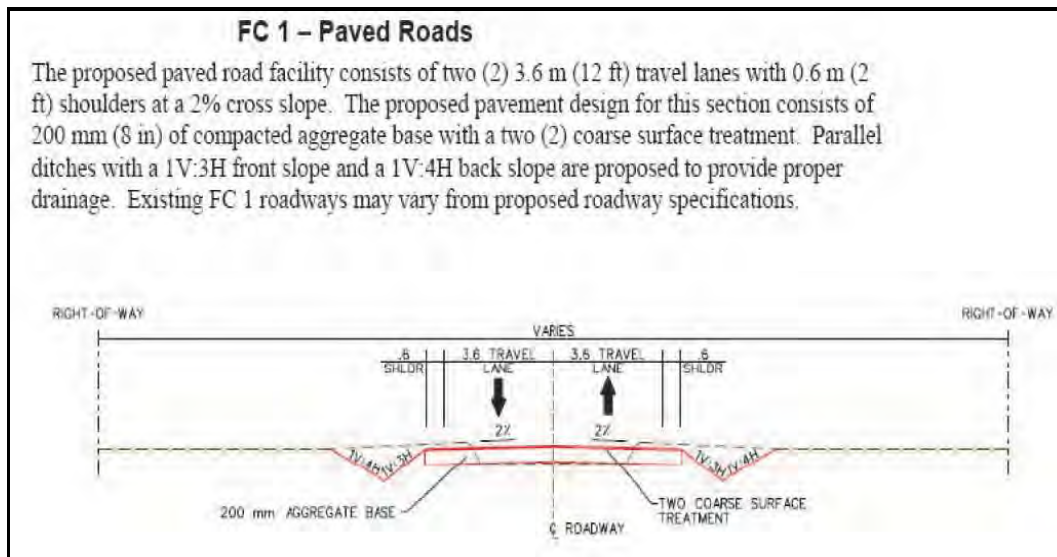 FC 1 – Paved Roads
The proposed paved road facility consists of two (2) 3.6 m (12 ft) travel lanes with 0.6 m (2
ft) shoulders at a 2% cross slope. The proposed pavement design for this section consists of
200 mm (8 in) of compacted aggregate base with a two (2) coarse surface treatment. Parallel
ditches with a 1V:3H front slope and a 1V:4H back slope are proposed to provide proper
drainage. Existing FC 1 roadways may vary from proposed roadway specifications.
RIGHT-OF-WAY
RIGHT-OF-WAY
VARIES
.6 3.6 TRAVEL 3.6 TRAVEL .6
SHLDR LANE LANE SHLDR
2% 2%
1V:4H 1V:3H 1V:3H 1V:4H
200 mm AGGREGATE BASE
TWO COARSE SURFACE
TREATMENT
℄ ROADWAY